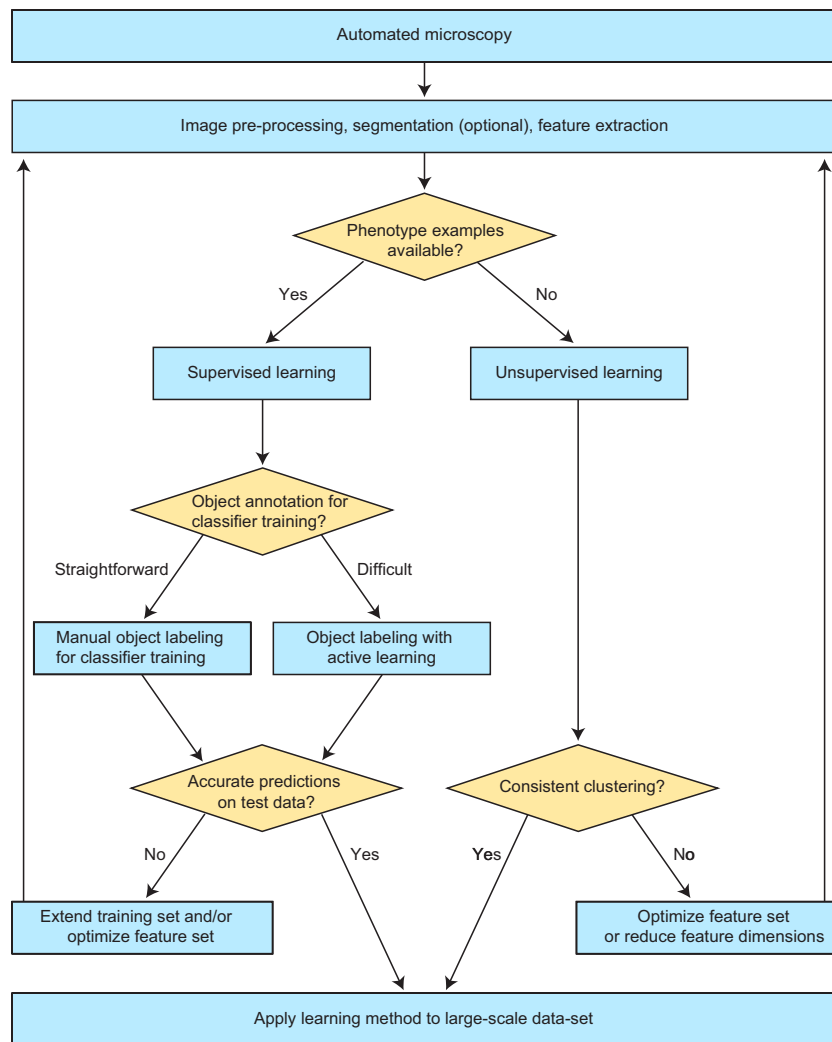 Automated microscopy
Image pre-processing, segmentation (optional), feature extraction
Phenotype examples
available?
Yes
No
Supervised learning
Unsupervised learning
Object annotation for
classifier training?
Straightforward
Difficult
Manual object labeling
for classifier training
Object labeling with
active learning
Accurate predictions
on test data?
Consistent clustering?
No
Yes
Yes
No
Extend training set and/or
optimize feature set
Optimize feature set
or reduce feature dimensions
Apply learning method to large-scale data-set